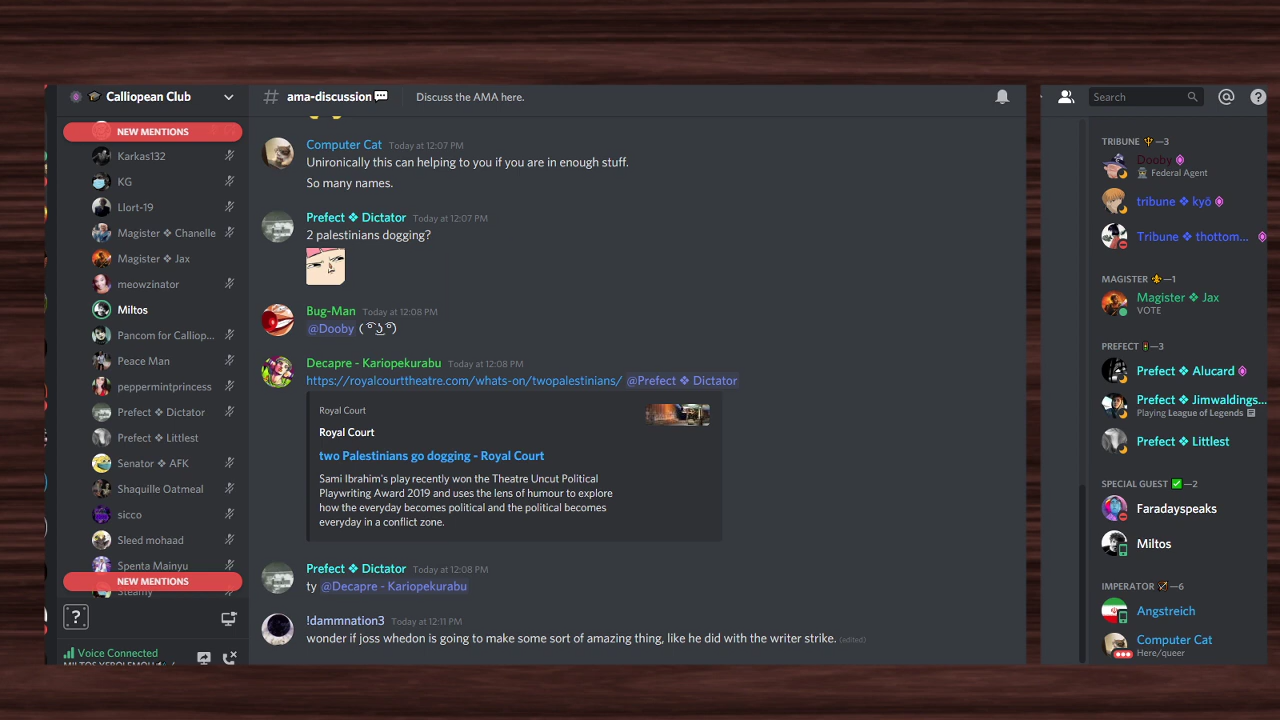 Calliopean Club
NEW MENTIONS
Karkas132
KG
Llort-19
Magister ❖ Chanelle
Magister ❖ Jax
meowzinator
Miltos
Pancom for Calliop...
Peace Man
peppermintprincess
Prefect ❖ Dictator
Prefect ❖ Littlest
Senator ❖ AFK
Shaquille Oatmeal
sicco
Sleed mohaad
Spenta Mainyu
NEW MENTIONS
Steamy
?
Voice Connected
# ama-discussion
Discuss the AMA here.
Computer Cat Today at 12:07 PM
Unironically this can helping to you if you are in enough stuff.
So many names.
Prefect ❖ Dictator Today at 12:07 PM
2 palestinians dogging?
Bug-Man Today at 12:08 PM
@Dooby ( ͡° ͜ʖ ͡°)
Decapre - Kariopekurabu Today at 12:08 PM
https://royalcourttheatre.com/whats-on/twopalestinians/ @Prefect ❖ Dictator
Royal Court
Royal Court
two Palestinians go dogging - Royal Court
Sami Ibrahim's play recently won the Theatre Uncut Political
Playwriting Award 2019 and uses the lens of humour to explore
how the everyday becomes political and the political becomes
everyday in a conflict zone.
Prefect ❖ Dictator Today at 12:08 PM
ty @Decapre - Kariopekurabu
!dammnation3 Today at 12:11 PM
wonder if joss whedon is going to make some sort of amazing thing, like he did with the writer strike. (edited)
Search
@
?
TRIBUNE —3
Dooby
Federal Agent
tribune ❖ kyō
Tribune ❖ thottom...
MAGISTER —1
Magister ❖ Jax
VOTE
PREFECT —3
Prefect ❖ Alucard
Prefect ❖ Jimwaldings...
Playing League of Legends
Prefect ❖ Littlest
SPECIAL GUEST —2
Faradayspeaks
Miltos
IMPERATOR —6
Angstreich
Computer Cat
Here/queer